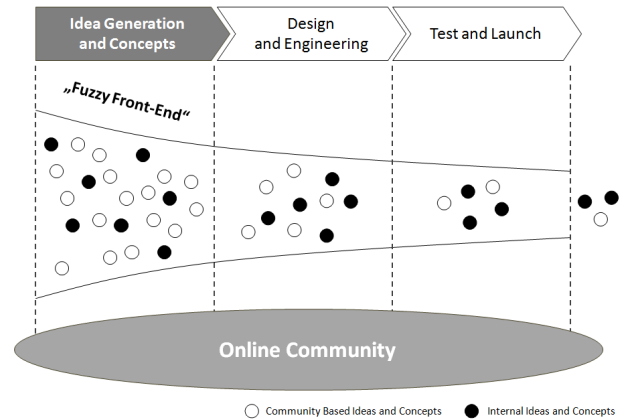 Idea Generation
and Concepts
Design
and Engineering
Test and Launch
„Fuzzy Front-End“
Online Community
Community Based Ideas and Concepts
Internal Ideas and Concepts